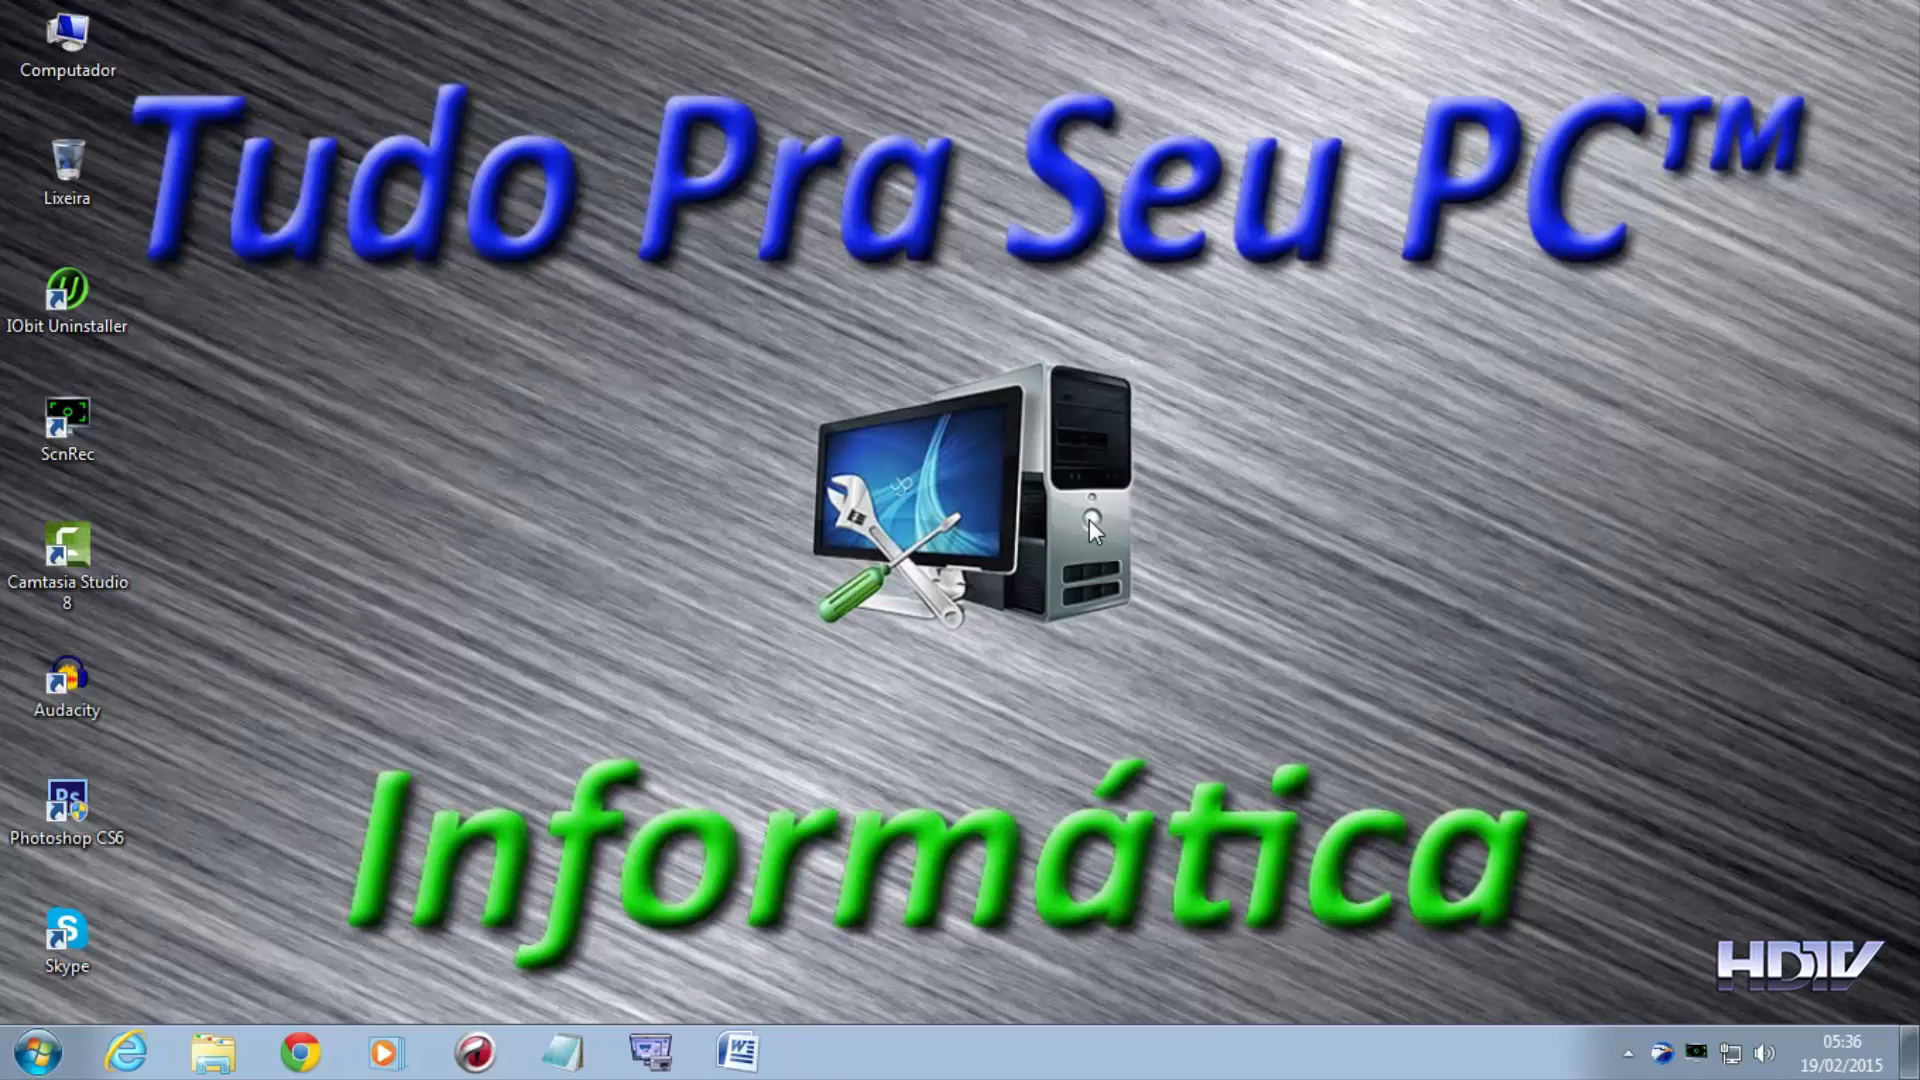 Computador
Tudo Pra Seu PC™
Lixeira
IObit Uninstaller
ScnRec
Camtasia Studio
8
Audacity
Ps
Photoshop CS6
Informática
S
Skype
HDTV
W
05:36
19/02/2015